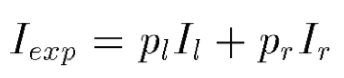 I_{exp} = p_l I_l + p_r I_r